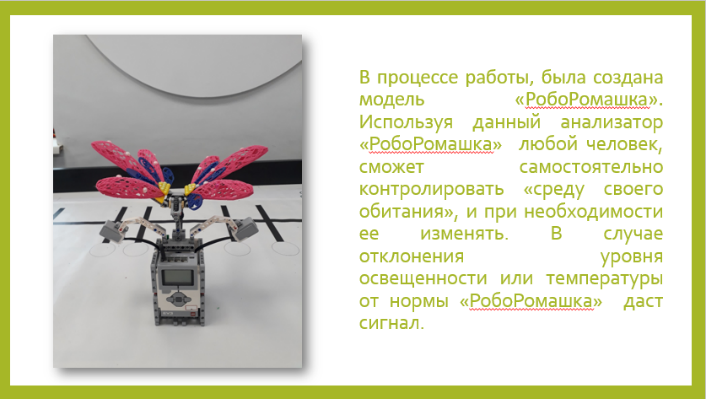 В процессе работы, была создана
модель «РобоРомашка».
Используя данный анализатор
«РобоРомашка» любой человек,
сможет самостоятельно
контролировать «среду своего
обитания», и при необходимости
ее изменять. В случае
отклонения уровня
освещенности или температуры
от нормы «РобоРомашка» даст
сигнал.